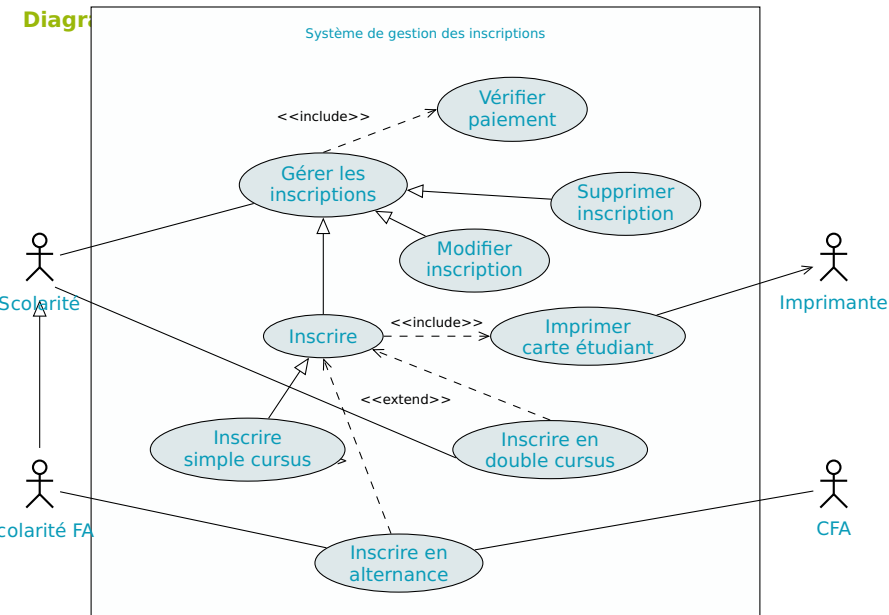 Diagra
Système de gestion des inscriptions
Vérifier
paiement
<<include>>
Gérer les
inscriptions
Supprimer
inscription
Modifier
inscription
Scolarité
Imprimante
Inscrire
<<include>>
Imprimer
carte étudiant
<<extend>>
Inscrire
simple cursus
Inscrire en
double cursus
colarité FA
CFA
Inscrire en
alternance